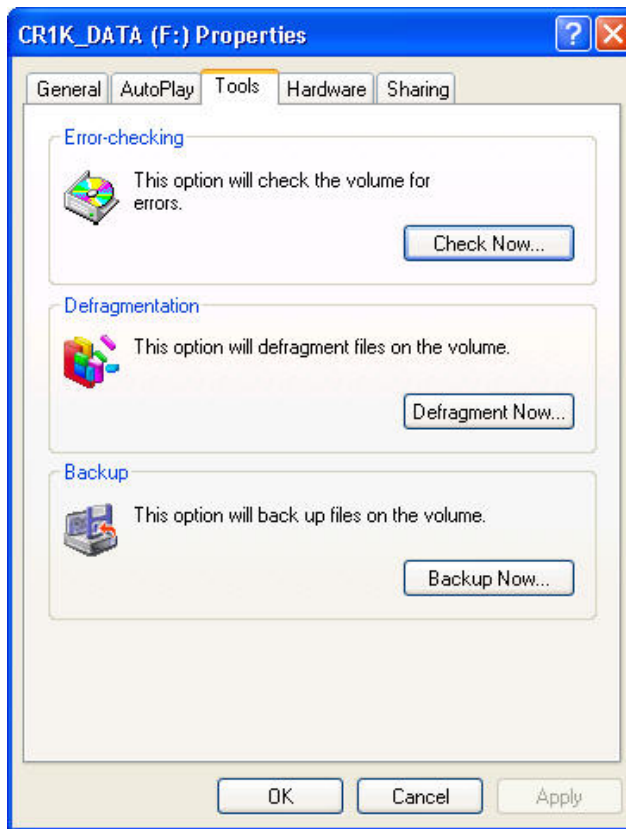 CR1K_DATA (F:) Properties
General AutoPlay Tools Hardware Sharing
Error-checking
This option will check the volume for
errors.
Check Now...
Defragmentation
This option will defragment files on the volume.
Defragment Now...
Backup
This option will back up files on the volume.
Backup Now...
OK Cancel Apply